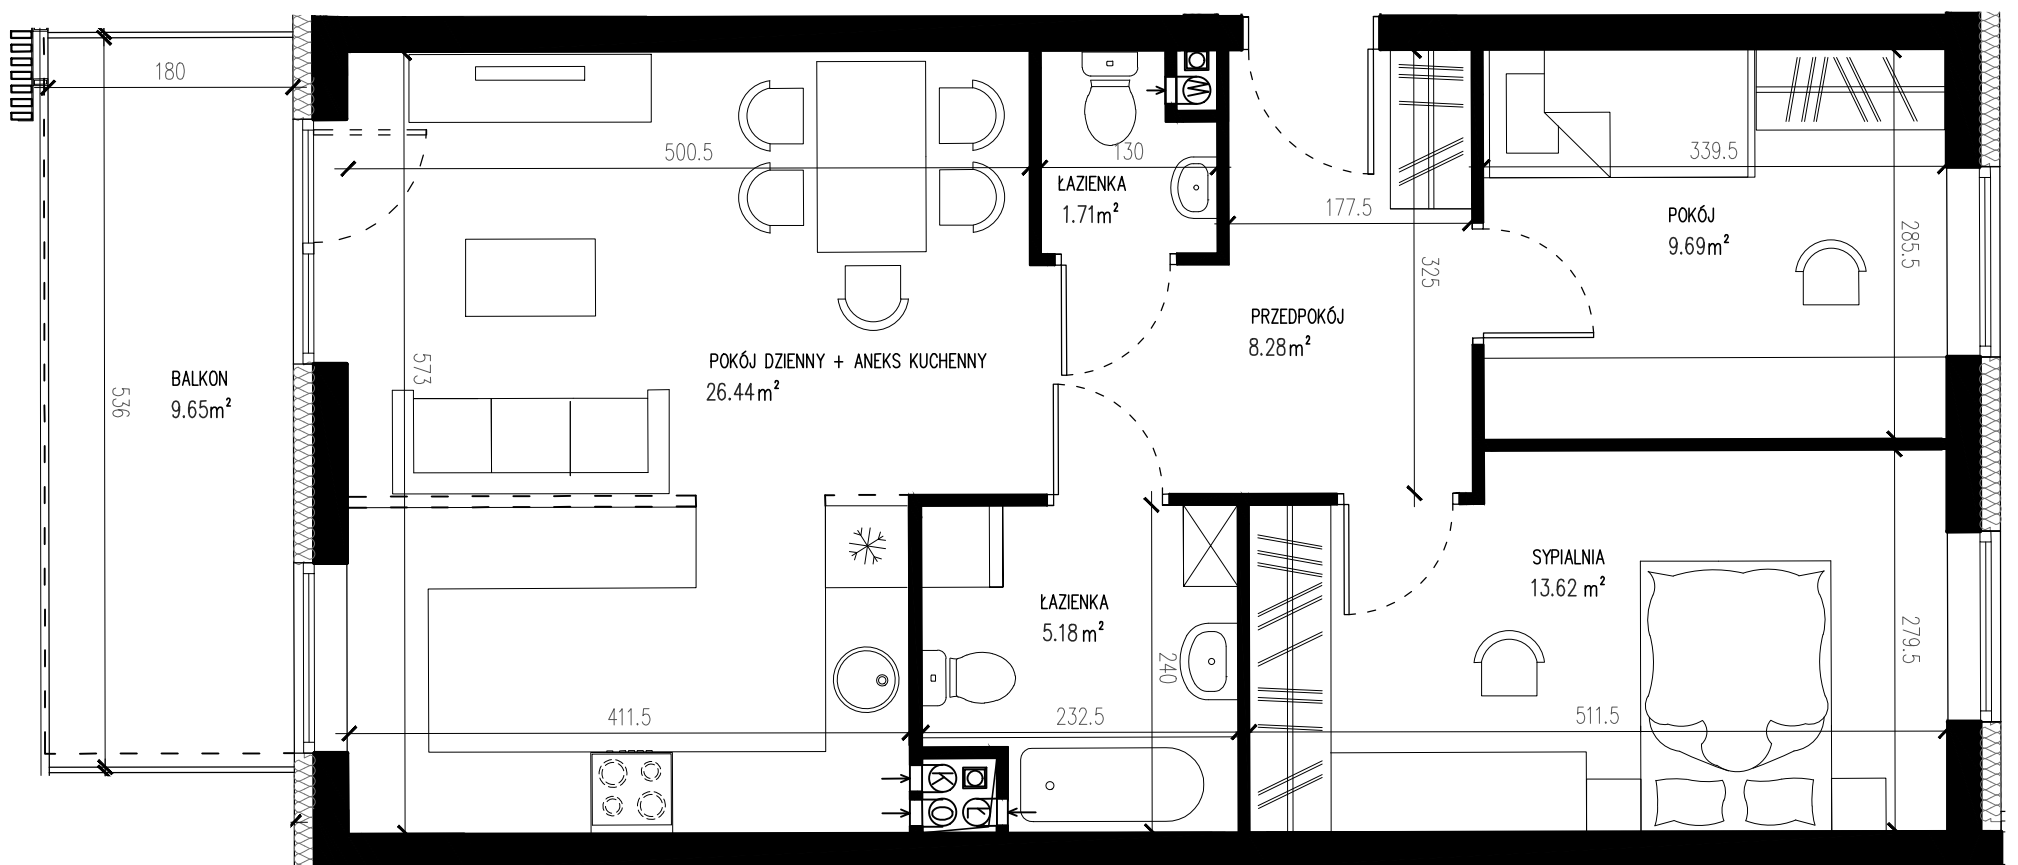 180
500.5
130
339.5
W
ŁAZIENKA
1.71m²
177.5
POKÓJ
9.69m²
285.5
325
PRZEDPOKÓJ
8.28m²
POKÓJ DZIENNY + ANEKS KUCHENNY
26.44m²
573
BALKON
9.65m²
536
SYPIALNIA
13.62 m²
ŁAZIENKA
5.18m²
240
279.5
411.5
232.5
511.5
K
O
K